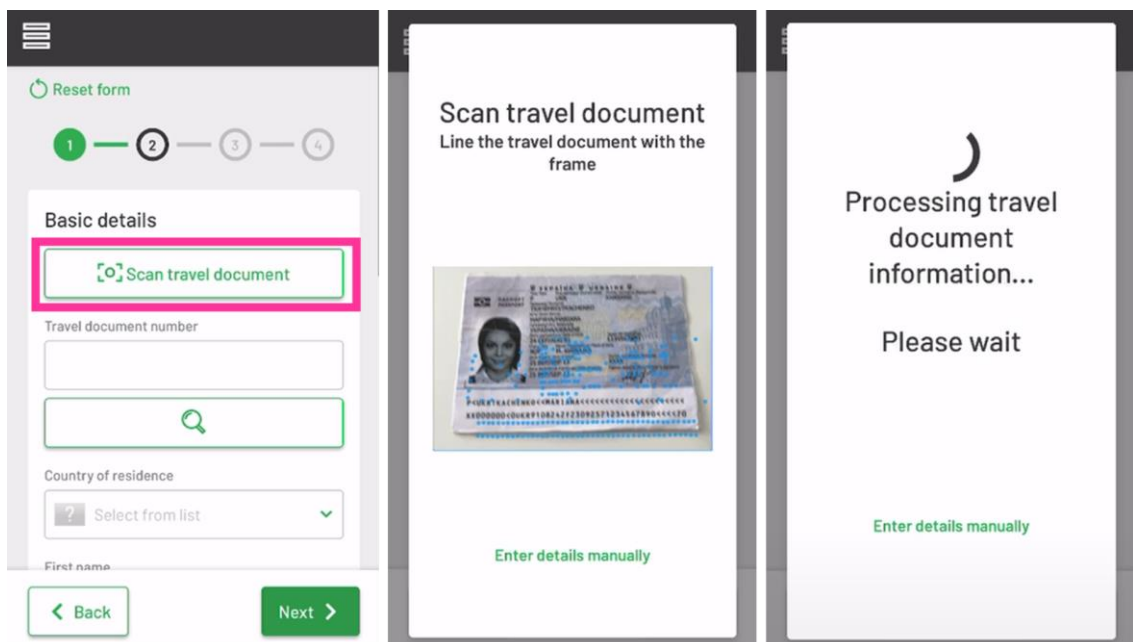 Reset form
1
2
3
4
Basic details
Scan travel document
Travel document number
Country of residence
? Select from list
First name
Back
Next
Scan travel document
Line the travel document with the
frame
P<UKRTKACHENKO<<MARIANA<<<<<<<<<<<<<<<<<<<<<
Enter details manually
Processing travel
document
information...
Please wait
Enter details manually